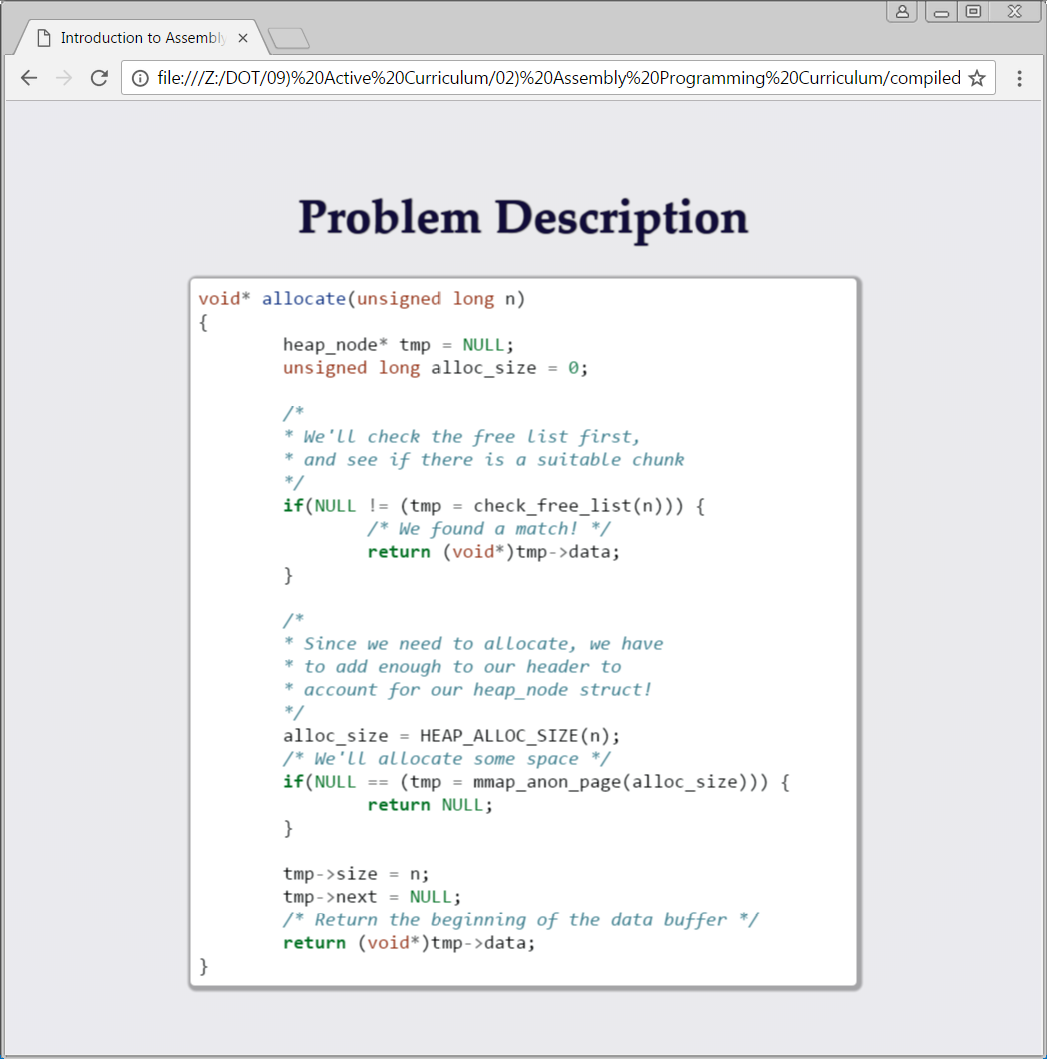 Introduction to Assembly
file:///Z:/DOT/09)%20Active%20Curriculum/02)%20Assembly%20Programming%20Curriculum/compiled
Problem Description
void* allocate(unsigned long n)
{
        heap_node* tmp = NULL;
        unsigned long alloc_size = 0;

        /*
        * We'll check the free list first,
        * and see if there is a suitable chunk
        */
        if(NULL != (tmp = check_free_list(n))) {
                /* We found a match! */
                return (void*)tmp->data;
        }

        /*
        * Since we need to allocate, we have
        * to add enough to our header to
        * account for our heap_node struct!
        */
        alloc_size = HEAP_ALLOC_SIZE(n);
        /* We'll allocate some space */
        if(NULL == (tmp = mmap_anon_page(alloc_size))) {
                return NULL;
        }

        tmp->size = n;
        tmp->next = NULL;
        /* Return the beginning of the data buffer */
        return (void*)tmp->data;
}